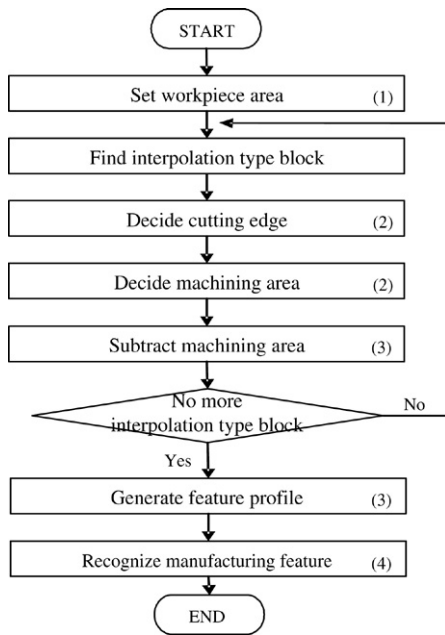 START
Set workpiece area (1)
Find interpolation type block
Decide cutting edge (2)
Decide machining area (2)
Subtract machining area (3)
No more
interpolation type block
No
Yes
Generate feature profile (3)
Recognize manufacturing feature (4)
END